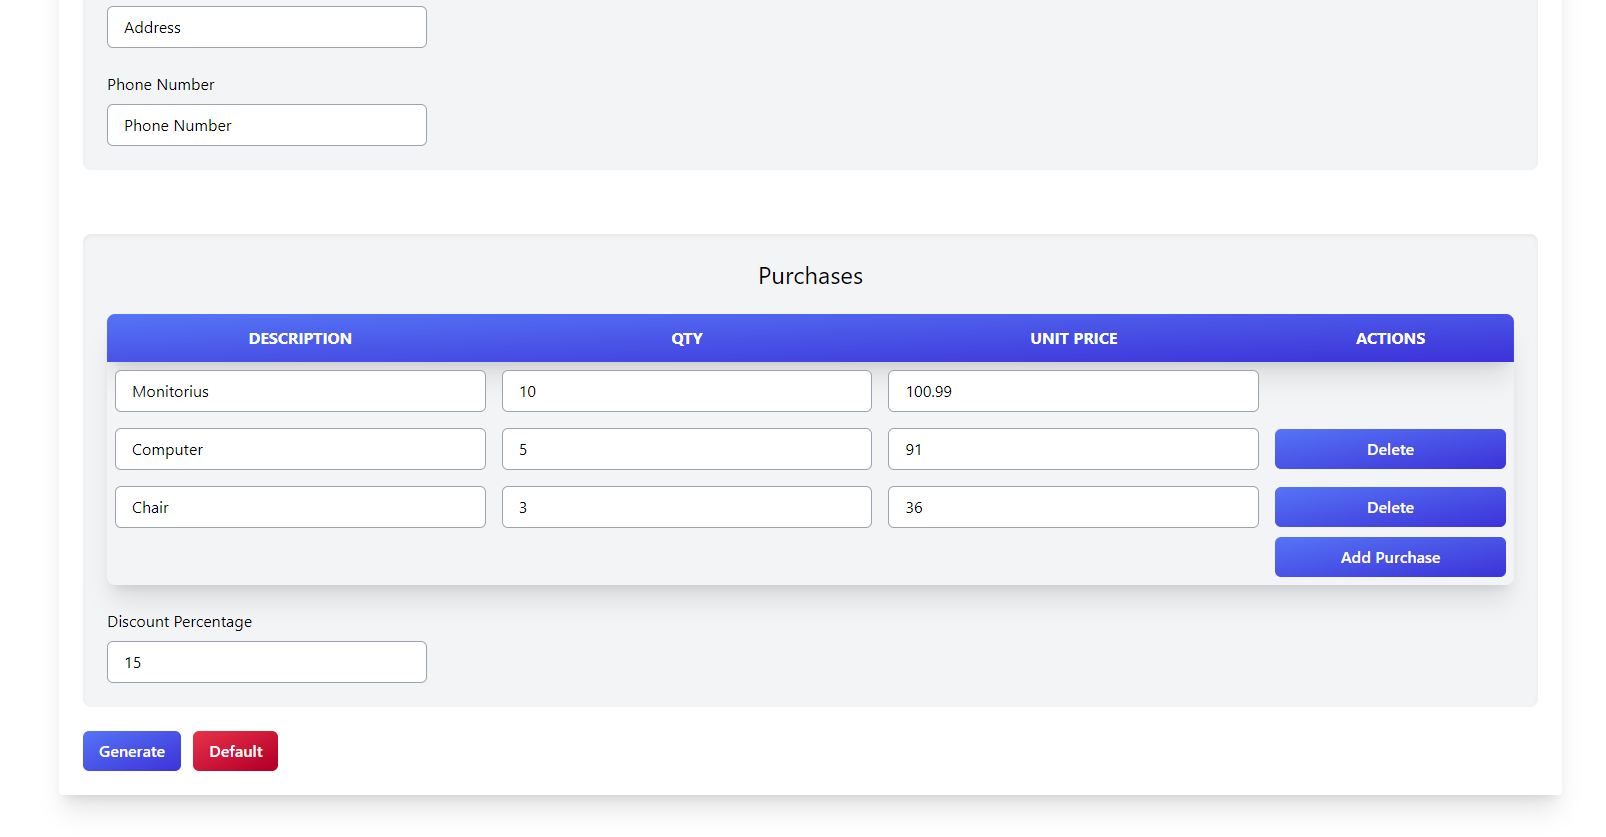 Address
Phone Number
Phone Number
Purchases
DESCRIPTION QTY UNIT PRICE ACTIONS
Monitorius 10 100.99
Computer 5 91 Delete
Chair 3 36 Delete
Add Purchase
Discount Percentage
15
Generate Default